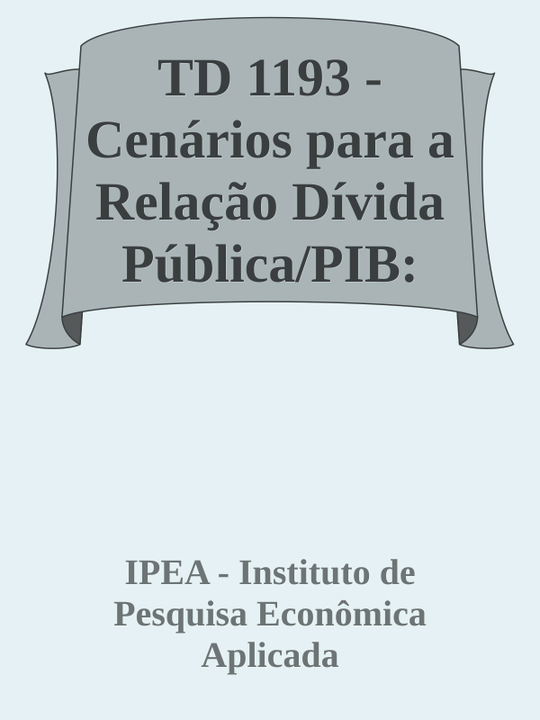 TD 1193 -
Cenários para a
Relação Dívida
Pública/PIB:
IPEA - Instituto de
Pesquisa Econômica
Aplicada